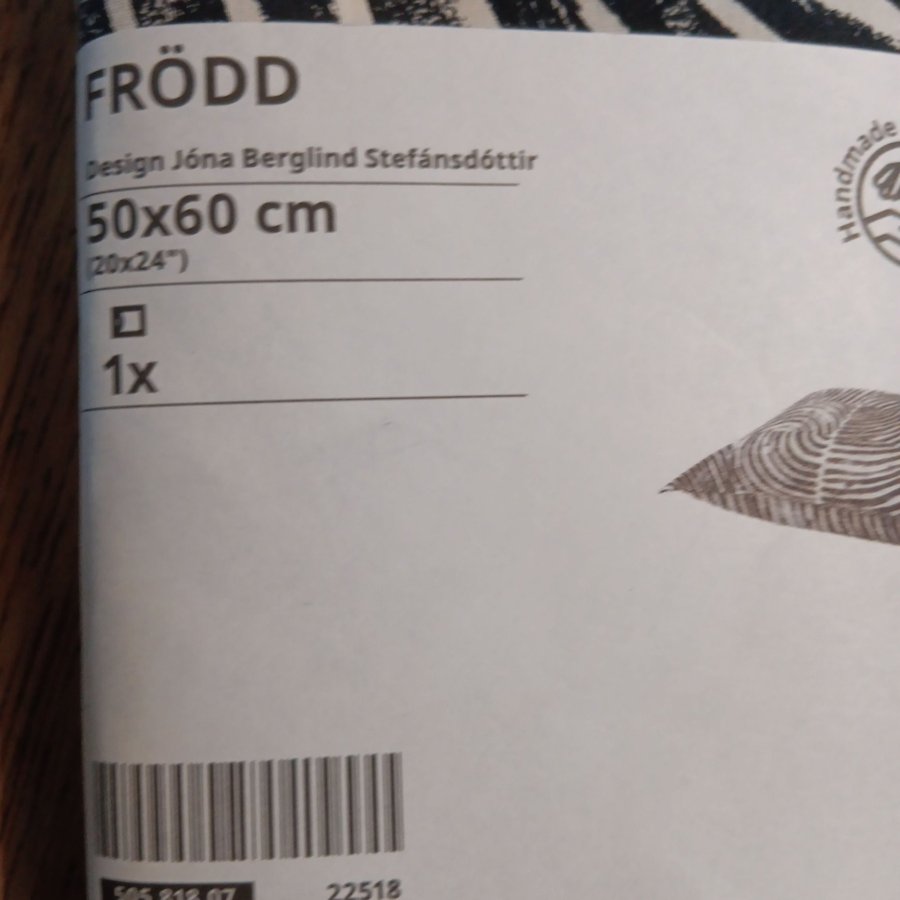 FRÖDD
Design Jóna Berglind Stefánsdóttir
50x60 cm
(20x24")
1x
Handmade
22518